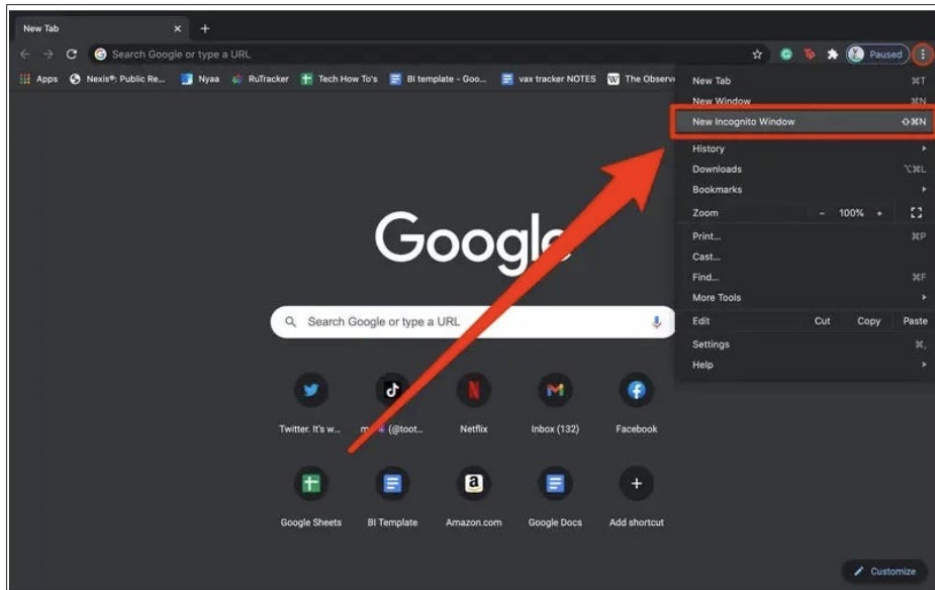 New Tab
Search Google or type a URL
Paused
Apps Nexis®: Public Re... Nyaa RuTracker Tech How To's BI template - Goo... vax tracker NOTES The Observe
New Tab ⌘T
New Window ⌘N
New Incognito Window ⇧⌘N
History
Downloads ⌥⌘L
Bookmarks
Zoom - 100% +
Print... ⌘P
Cast...
Find... ⌘F
More Tools
Edit Cut Copy Paste
Settings ⌘,
Help
Google
Search Google or type a URL
Twitter. It's w... (@toot... Netflix Inbox (132) Facebook
Google Sheets BI Template Amazon.com Google Docs Add shortcut
Customize